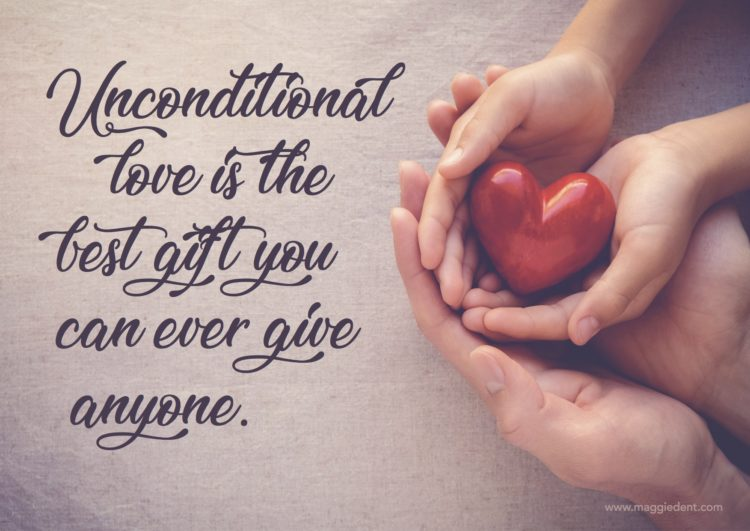 Unconditional
love is the
best gift you
can ever give
anyone.
www.maggiedent.com